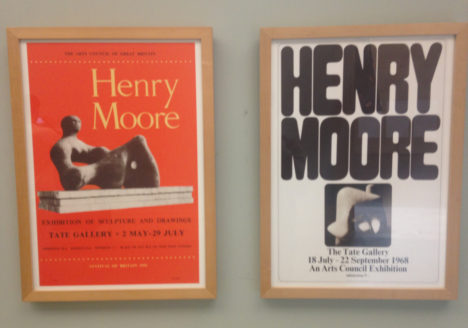 THE ARTS COUNCIL OF GREAT BRITAIN
Henry
Moore
EXHIBITION OF SCULPTURE AND DRAWINGS
TATE GALLERY • 2 MAY-29 JULY
FESTIVAL OF BRITAIN 1951
HENRY
MOORE
The Tate Gallery
18 July - 22 September 1968
An Arts Council Exhibition